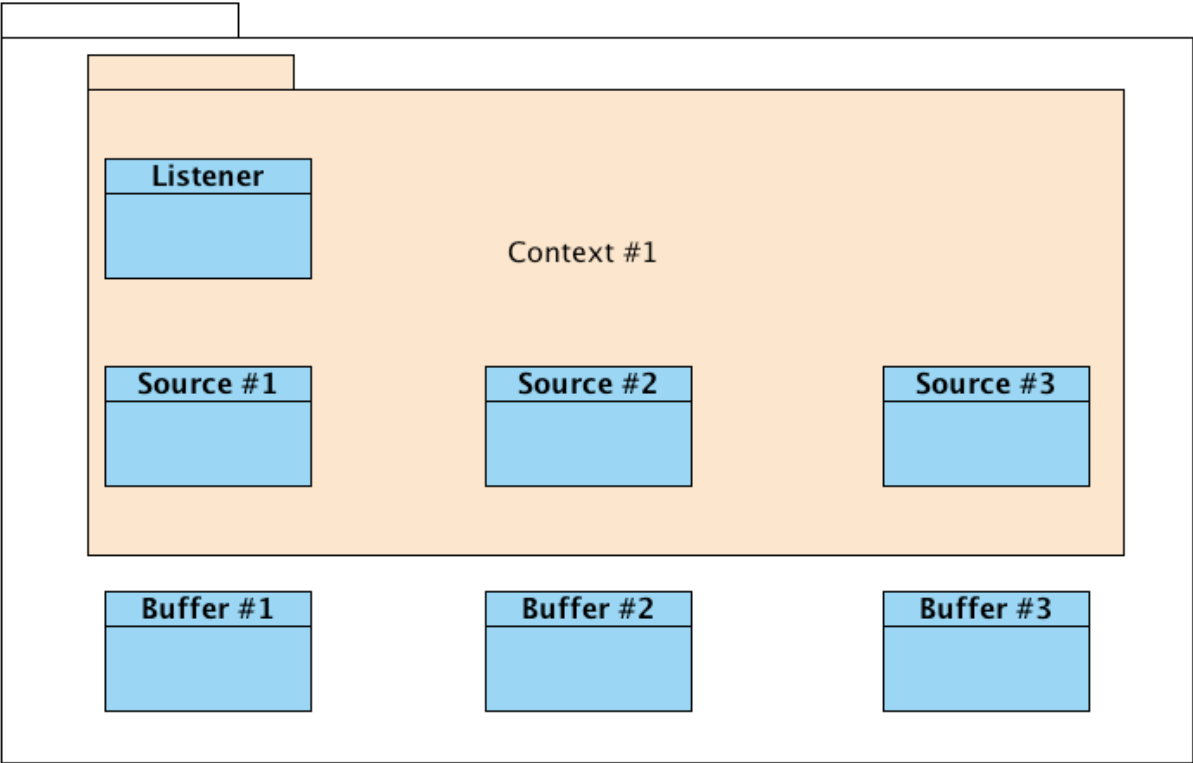 Listener
Context #1
Source #1
Source #2
Source #3
Buffer #1
Buffer #2
Buffer #3